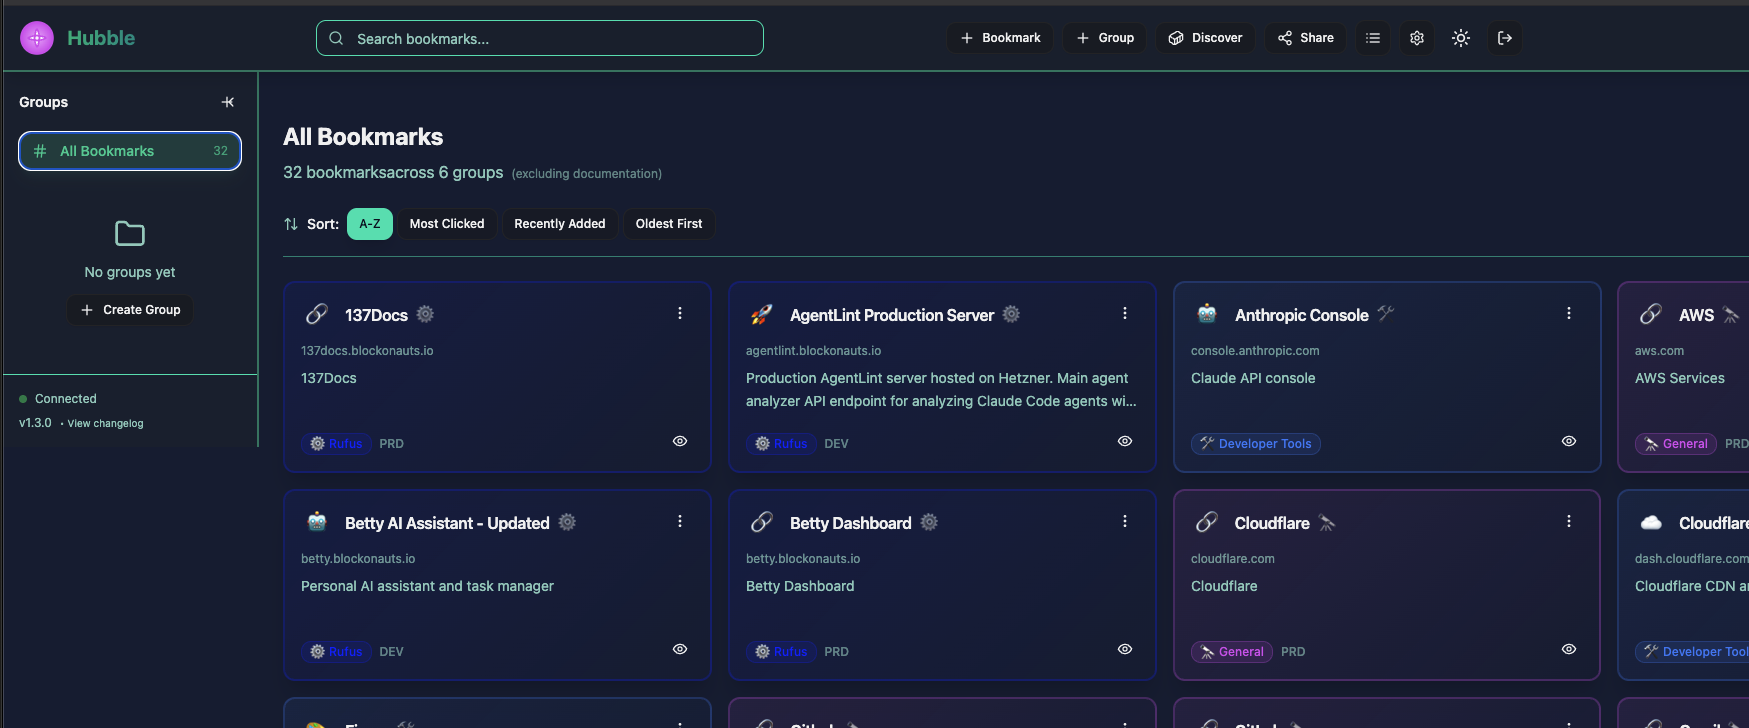 Hubble
Search bookmarks...
Bookmark
Group
Discover
Share
Groups
All Bookmarks 32
No groups yet
Create Group
Connected
v1.3.0 • View changelog
All Bookmarks
32 bookmarksacross 6 groups (excluding documentation)
Sort: A-Z Most Clicked Recently Added Oldest First
137Docs
137docs.blockonauts.io
137Docs
Rufus PRD
AgentLint Production Server
agentlint.blockonauts.io
Production AgentLint server hosted on Hetzner. Main agent
analyzer API endpoint for analyzing Claude Code agents wi...
Rufus DEV
Anthropic Console
console.anthropic.com
Claude API console
Developer Tools
AWS
aws.com
AWS Services
General PRD
Betty AI Assistant - Updated
betty.blockonauts.io
Personal AI assistant and task manager
Rufus DEV
Betty Dashboard
betty.blockonauts.io
Betty Dashboard
Rufus PRD
Cloudflare
cloudflare.com
Cloudflare
General PRD
Cloudflare
dash.cloudflare.com
Cloudflare CDN
Developer